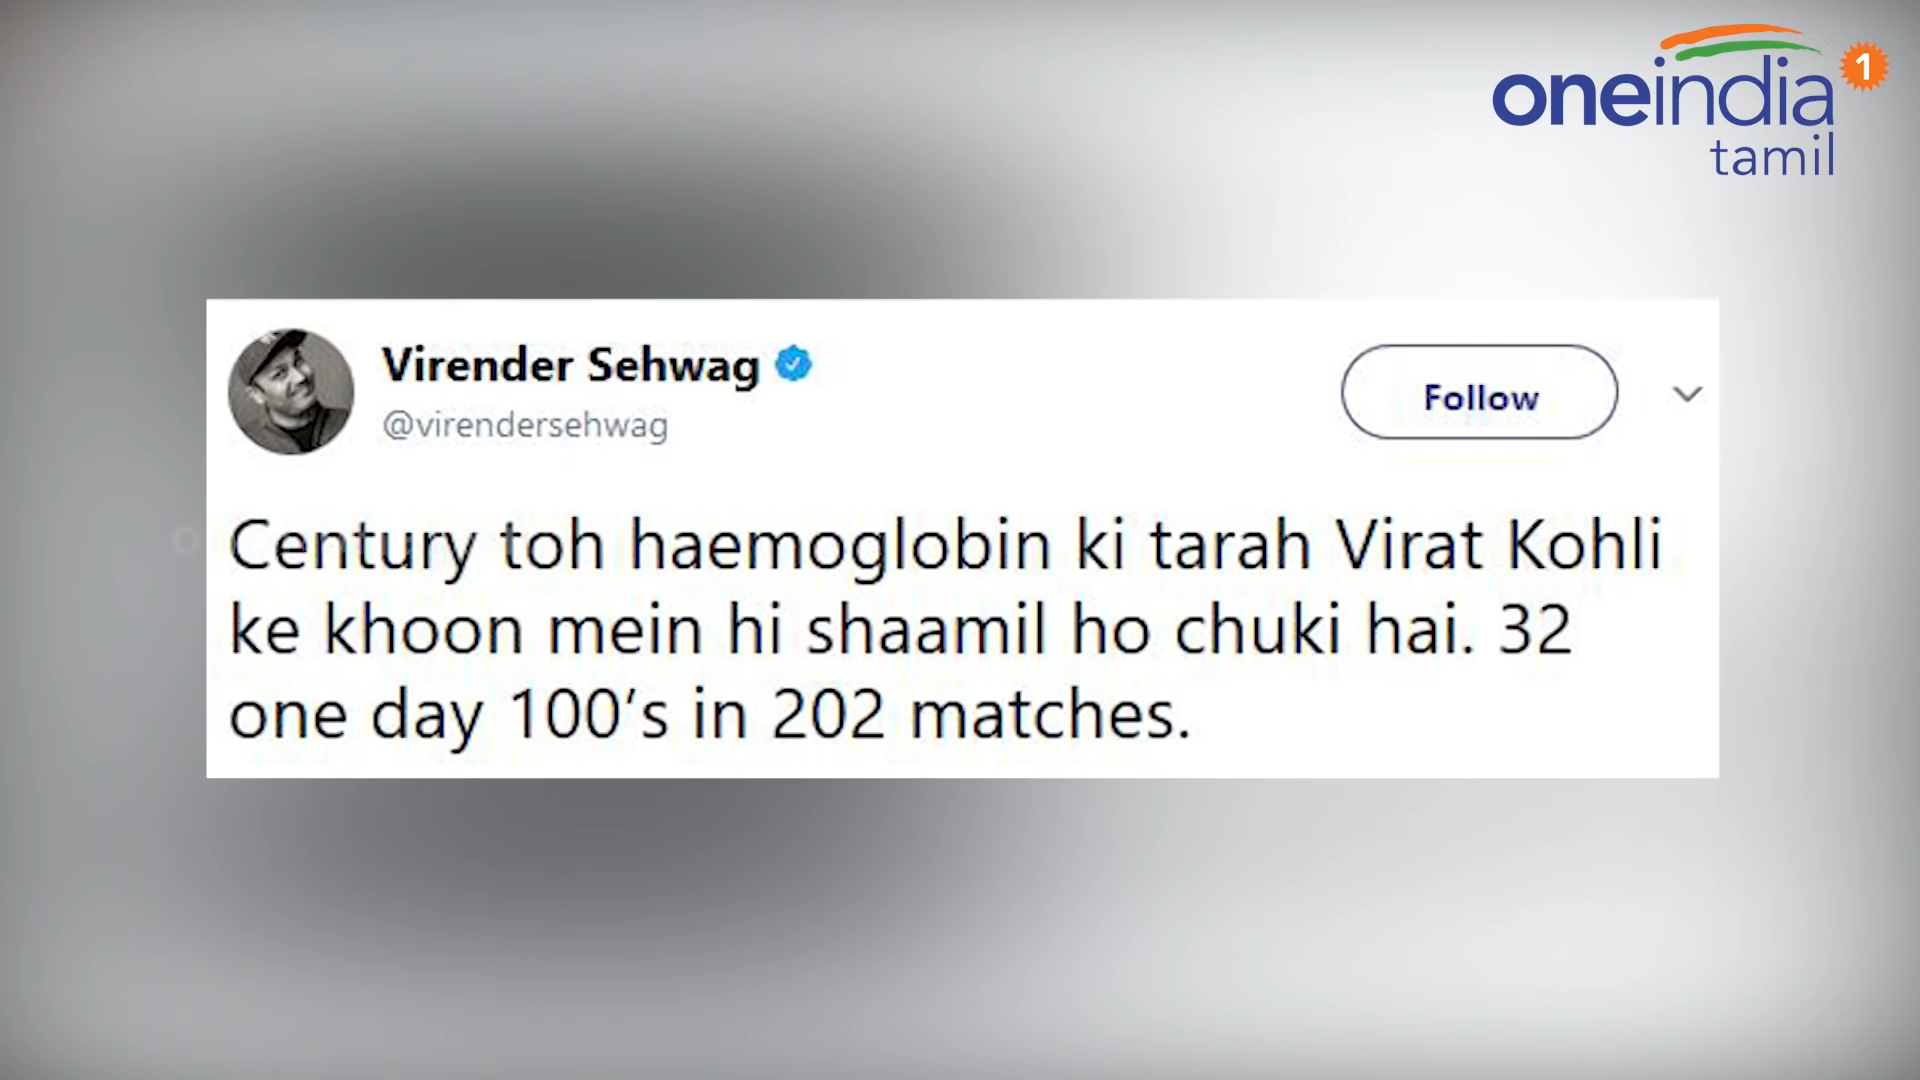 oneindia 1
tamil
Virender Sehwag
@virendersehwag
Follow
Century toh haemoglobin ki tarah Virat Kohli
ke khoon mein hi shaamil ho chuki hai. 32
one day 100’s in 202 matches.